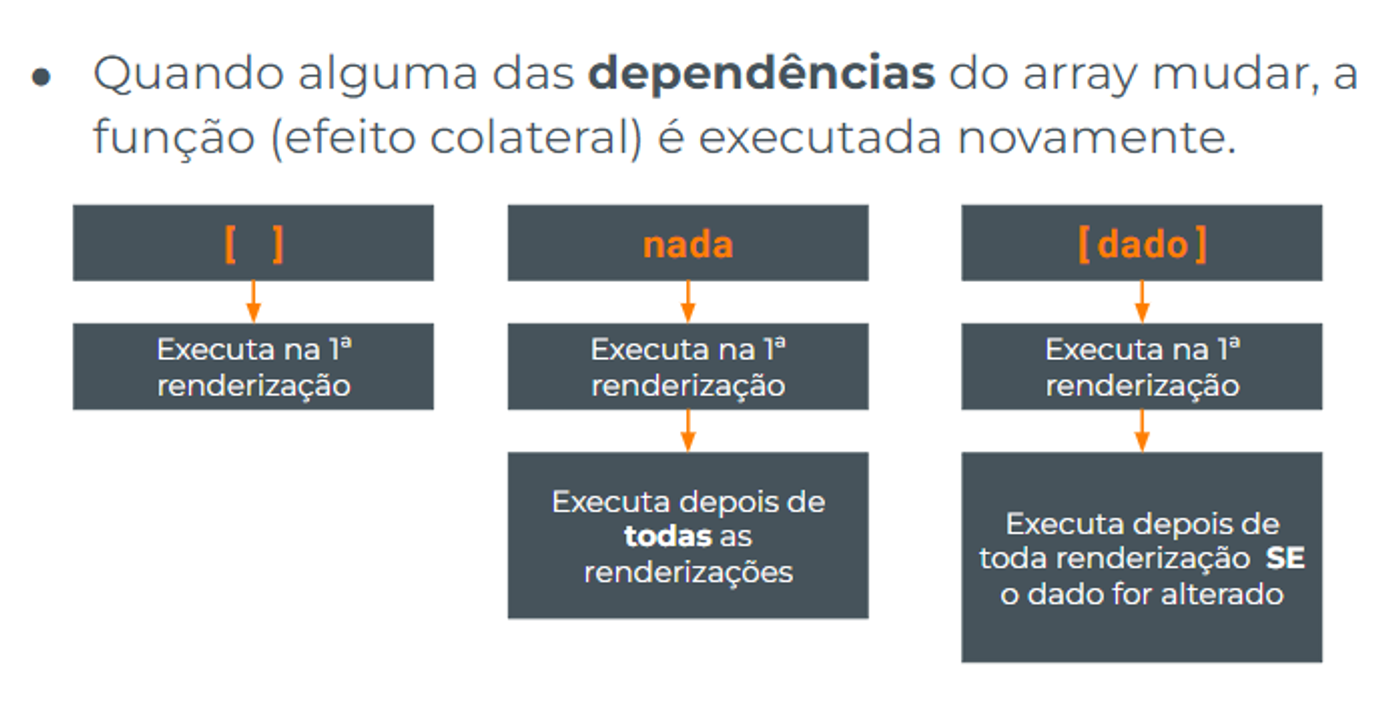 • Quando alguma das dependências do array mudar, a
função (efeito colateral) é executada novamente.
[ ]
Executa na 1ª
renderização
nada
Executa na 1ª
renderização
Executa depois de
todas as
renderizações
[dado]
Executa na 1ª
renderização
Executa depois de
toda renderização SE
o dado for alterado